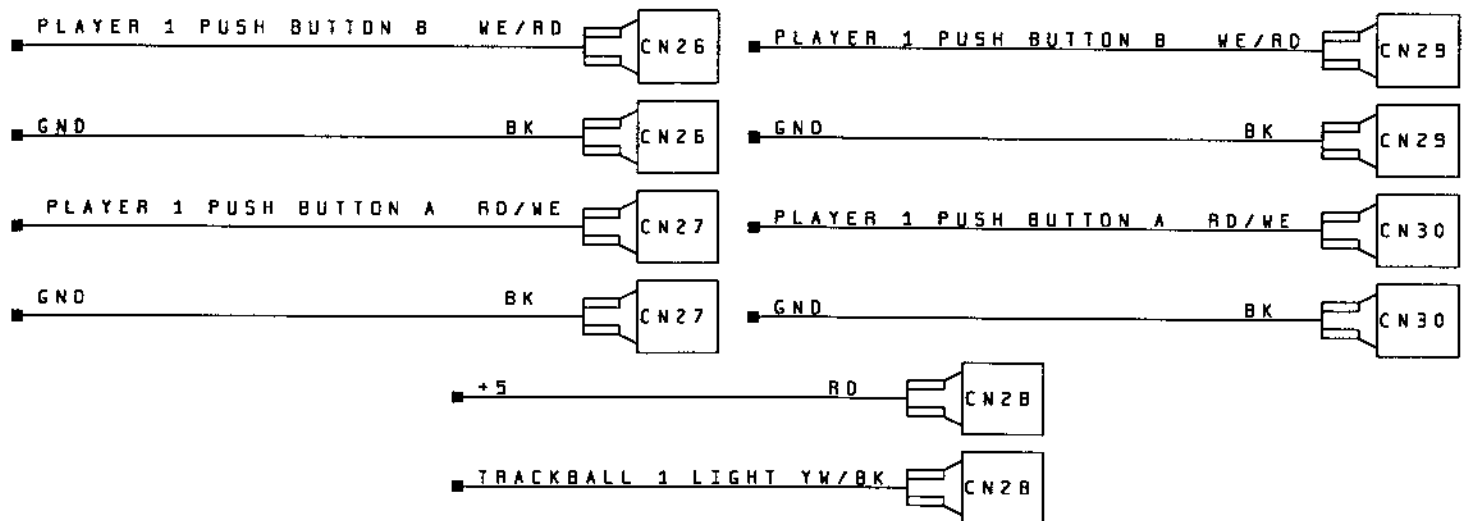 PLAYER 1 PUSH BUTTON B WE/RD CN26
GND BK CN26
PLAYER 1 PUSH BUTTON A RD/WE CN27
GND BK CN27
PLAYER 1 PUSH BUTTON B WE/RD CN29
GND BK CN29
PLAYER 1 PUSH BUTTON A RD/WE CN30
GND BK CN30
+5 RD CN28
TRACKBALL 1 LIGHT YW/BK CN28